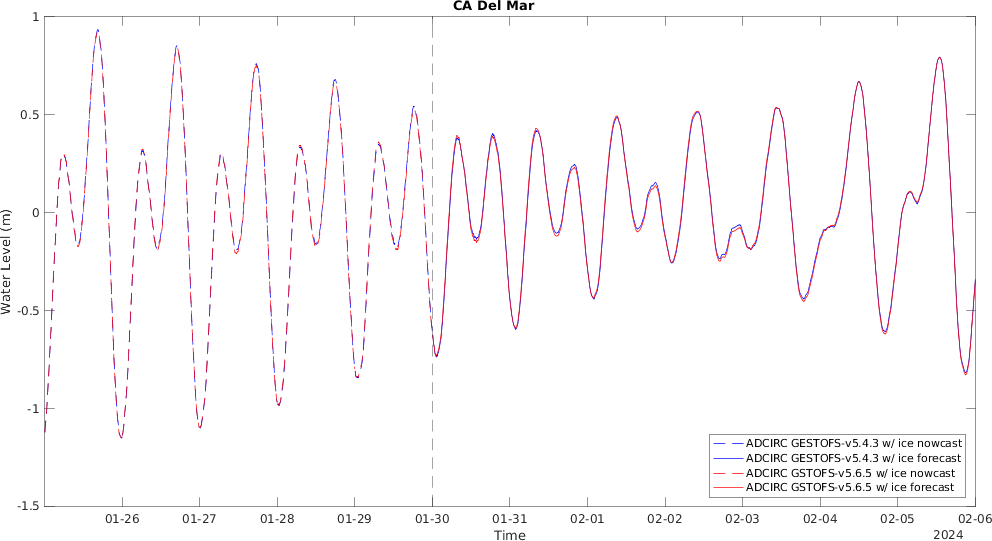 CA Del Mar
1
0.5
0
-0.5
-1
-1.5
Water Level (m)
01-26 01-27 01-28 01-29 01-30 01-31 02-01 02-02 02-03 02-04 02-05 02-06
Time
2024
ADCIRC GESTOFS-v5.4.3 w/ ice nowcast
ADCIRC GESTOFS-v5.4.3 w/ ice forecast
ADCIRC GSTOFS-v5.6.5 w/ ice nowcast
ADCIRC GSTOFS-v5.6.5 w/ ice forecast